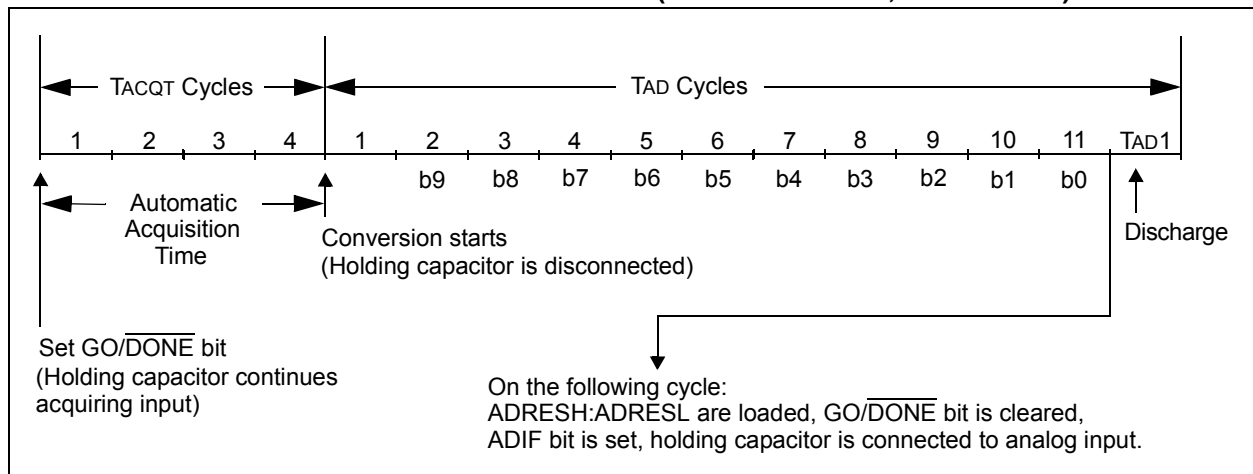 TACQT Cycles
TAD Cycles
1 2 3 4 1 2 3 4 5 6 7 8 9 10 11 TAD1
b9 b8 b7 b6 b5 b4 b3 b2 b1 b0
Automatic
Acquisition
Time
Conversion starts
(Holding capacitor is disconnected)
Discharge
Set GO/DONE bit
(Holding capacitor continues
acquiring input)
On the following cycle:
ADRESH:ADRESL are loaded, GO/DONE bit is cleared,
ADIF bit is set, holding capacitor is connected to analog input.